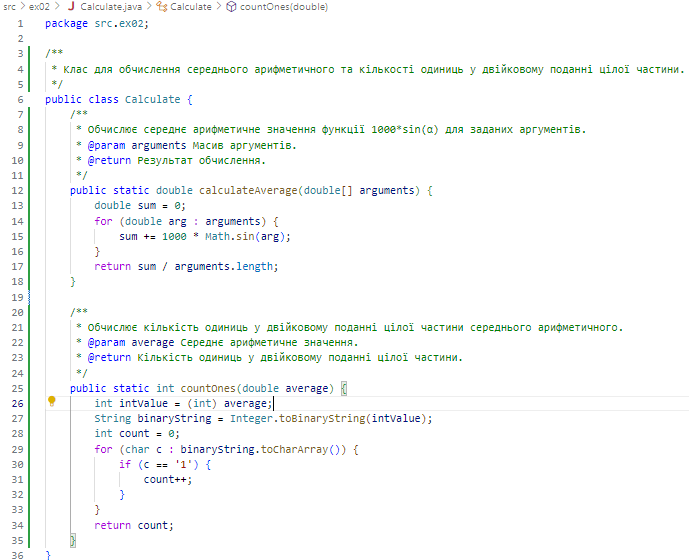 src > ex02 > J Calculate.java > Calculate > countOnes(double)
1 package src.ex02;
2
3 /**
4 * Клас для обчислення середнього арифметичного та кількості одиниць у двійковому поданні цілої частини.
5 */
6 public class Calculate {
7 /**
8 * Обчислює середнє арифметичне значення функції 1000*sin(α) для заданих аргументів.
9 * @param arguments Масив аргументів.
10 * @return Результат обчислення.
11 */
12 public static double calculateAverage(double[] arguments) {
13 double sum = 0;
14 for (double arg : arguments) {
15 sum += 1000 * Math.sin(arg);
16 }
17 return sum / arguments.length;
18 }
19
20 /**
21 * Обчислює кількість одиниць у двійковому поданні цілої частини середнього арифметичного.
22 * @param average Середнє арифметичне значення.
23 * @return Кількість одиниць у двійковому поданні цілої частини.
24 */
25 public static int countOnes(double average) {
26 int intValue = (int) average;
27 String binaryString = Integer.toBinaryString(intValue);
28 int count = 0;
29 for (char c : binaryString.toCharArray()) {
30 if (c == '1') {
31 count++;
32 }
33 }
34 return count;
35 }
36 }